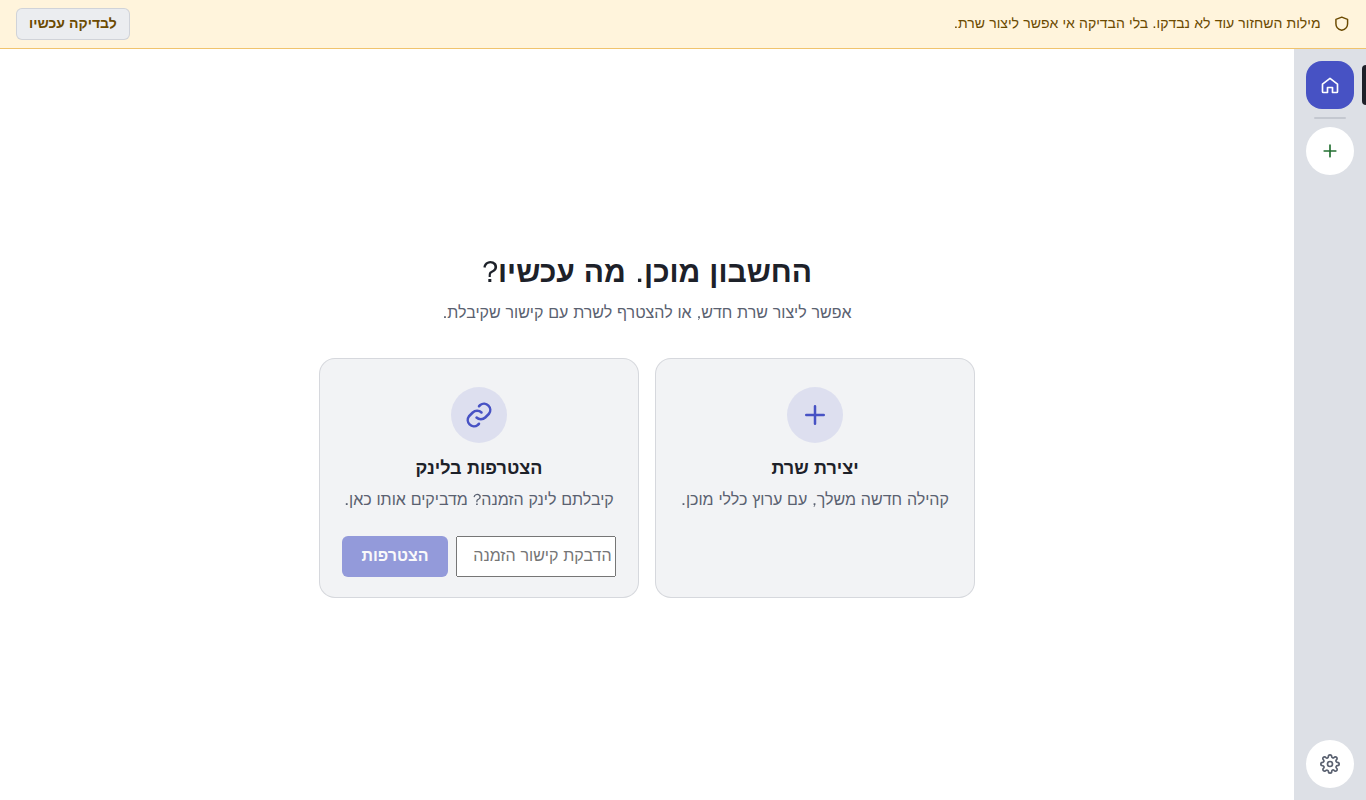 מילות השחזור עוד לא נבדקו. בלי הבדיקה אי אפשר ליצור שרת.
לבדיקה עכשיו
החשבון מוכן. מה עכשיו?
אפשר ליצור שרת חדש, או להצטרף לשרת עם קישור שקיבלת.
יצירת שרת
קהילה חדשה משלך, עם ערוץ כללי מוכן.
הצטרפות בלינק
קיבלתם לינק הזמנה? מדביקים אותו כאן.
הדבקת קישור הזמנה
הצטרפות